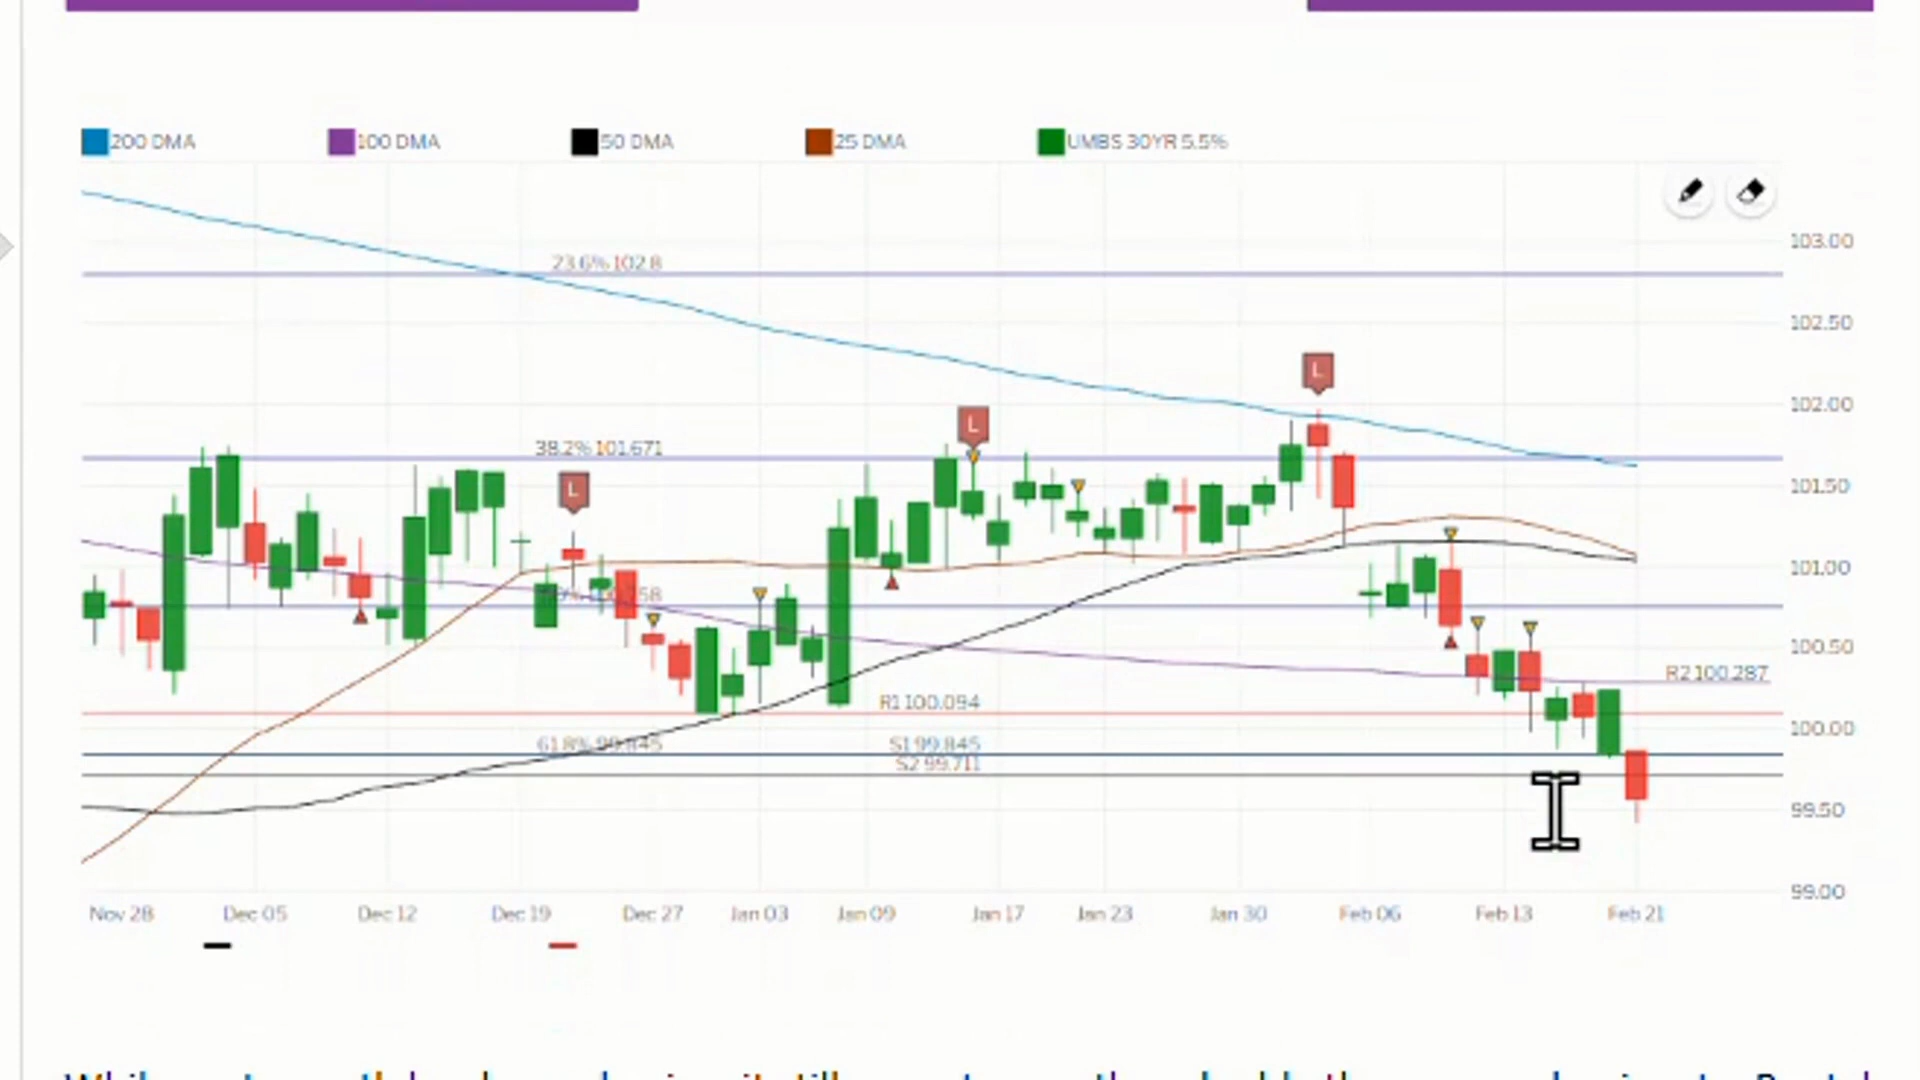 200 DMA 100 DMA 50 DMA 25 DMA UMBS 30YR 5.5%
103.00
23.6% 102.8
102.50
L
102.00
L
38.2% 101.671
L
101.50
101.00
100.50
R2 100.287
R1 100.094
100.00
61.8% 99.845 S1 99.845
S2 99.711
99.50
99.00
Nov 28 Dec 05 Dec 12 Dec 19 Dec 27 Jan 03 Jan 09 Jan 17 Jan 23 Jan 30 Feb 06 Feb 13 Feb 21